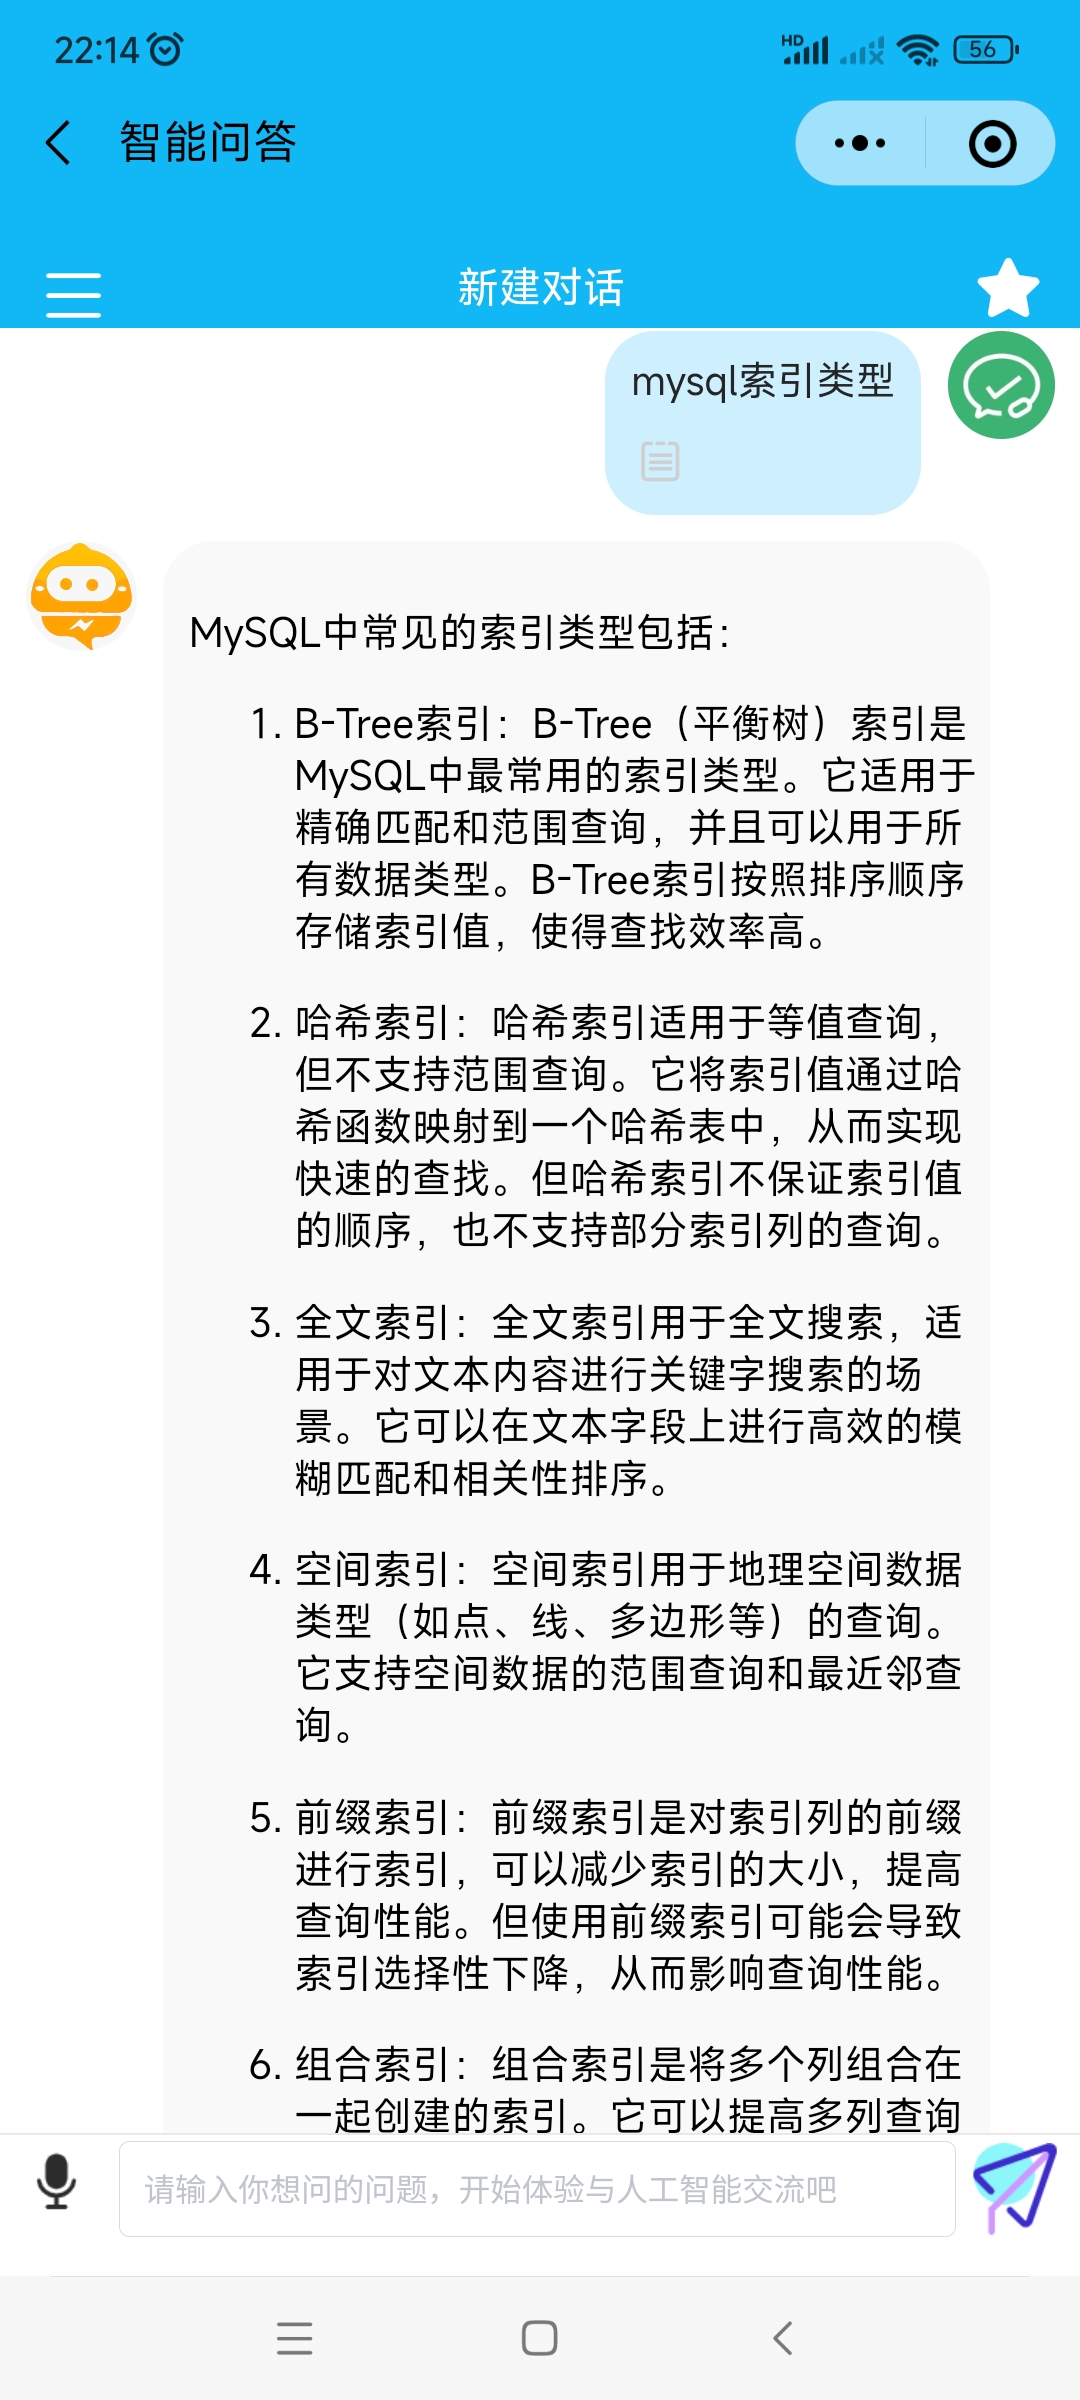 22:14
HD
56
智能问答
新建对话
mysql索引类型
MySQL中常见的索引类型包括：
1. B-Tree索引：B-Tree（平衡树）索引是
MySQL中最常用的索引类型。它适用于
精确匹配和范围查询，并且可以用于所
有数据类型。B-Tree索引按照排序顺序
存储索引值，使得查找效率高。
2. 哈希索引：哈希索引适用于等值查询，
但不支持范围查询。它将索引值通过哈
希函数映射到一个哈希表中，从而实现
快速的查找。但哈希索引不保证索引值
的顺序，也不支持部分索引列的查询。
3. 全文索引：全文索引用于全文搜索，适
用于对文本内容进行关键字搜索的场
景。它可以在文本字段上进行高效的模
糊匹配和相关性排序。
4. 空间索引：空间索引用于地理空间数据
类型（如点、线、多边形等）的查询。
它支持空间数据的范围查询和最近邻查
询。
5. 前缀索引：前缀索引是对索引列的前缀
进行索引，可以减少索引的大小，提高
查询性能。但使用前缀索引可能会导致
索引选择性下降，从而影响查询性能。
6. 组合索引：组合索引是将多个列组合在
一起创建的索引。它可以提高多列查询
请输入你想问的问题，开始体验与人工智能交流吧